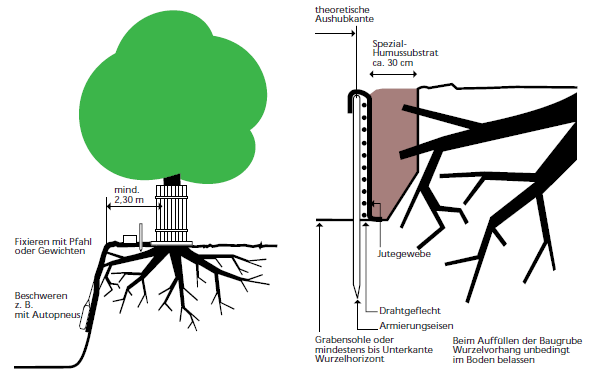 mind.
2,30 m
Fixieren mit Pfahl
oder Gewichten
Beschweren
z. B.
mit Autopneus
theoretische
Aushubkante
Spezial-
Humussubstrat
ca. 30 cm
Jutegewebe
Drahtgeflecht
Armierungseisen
Grabensohle oder
mindestens bis Unterkante
Wurzelhorizont
Beim Auffüllen der Baugrube
Wurzelvorhang unbedingt
im Boden belassen